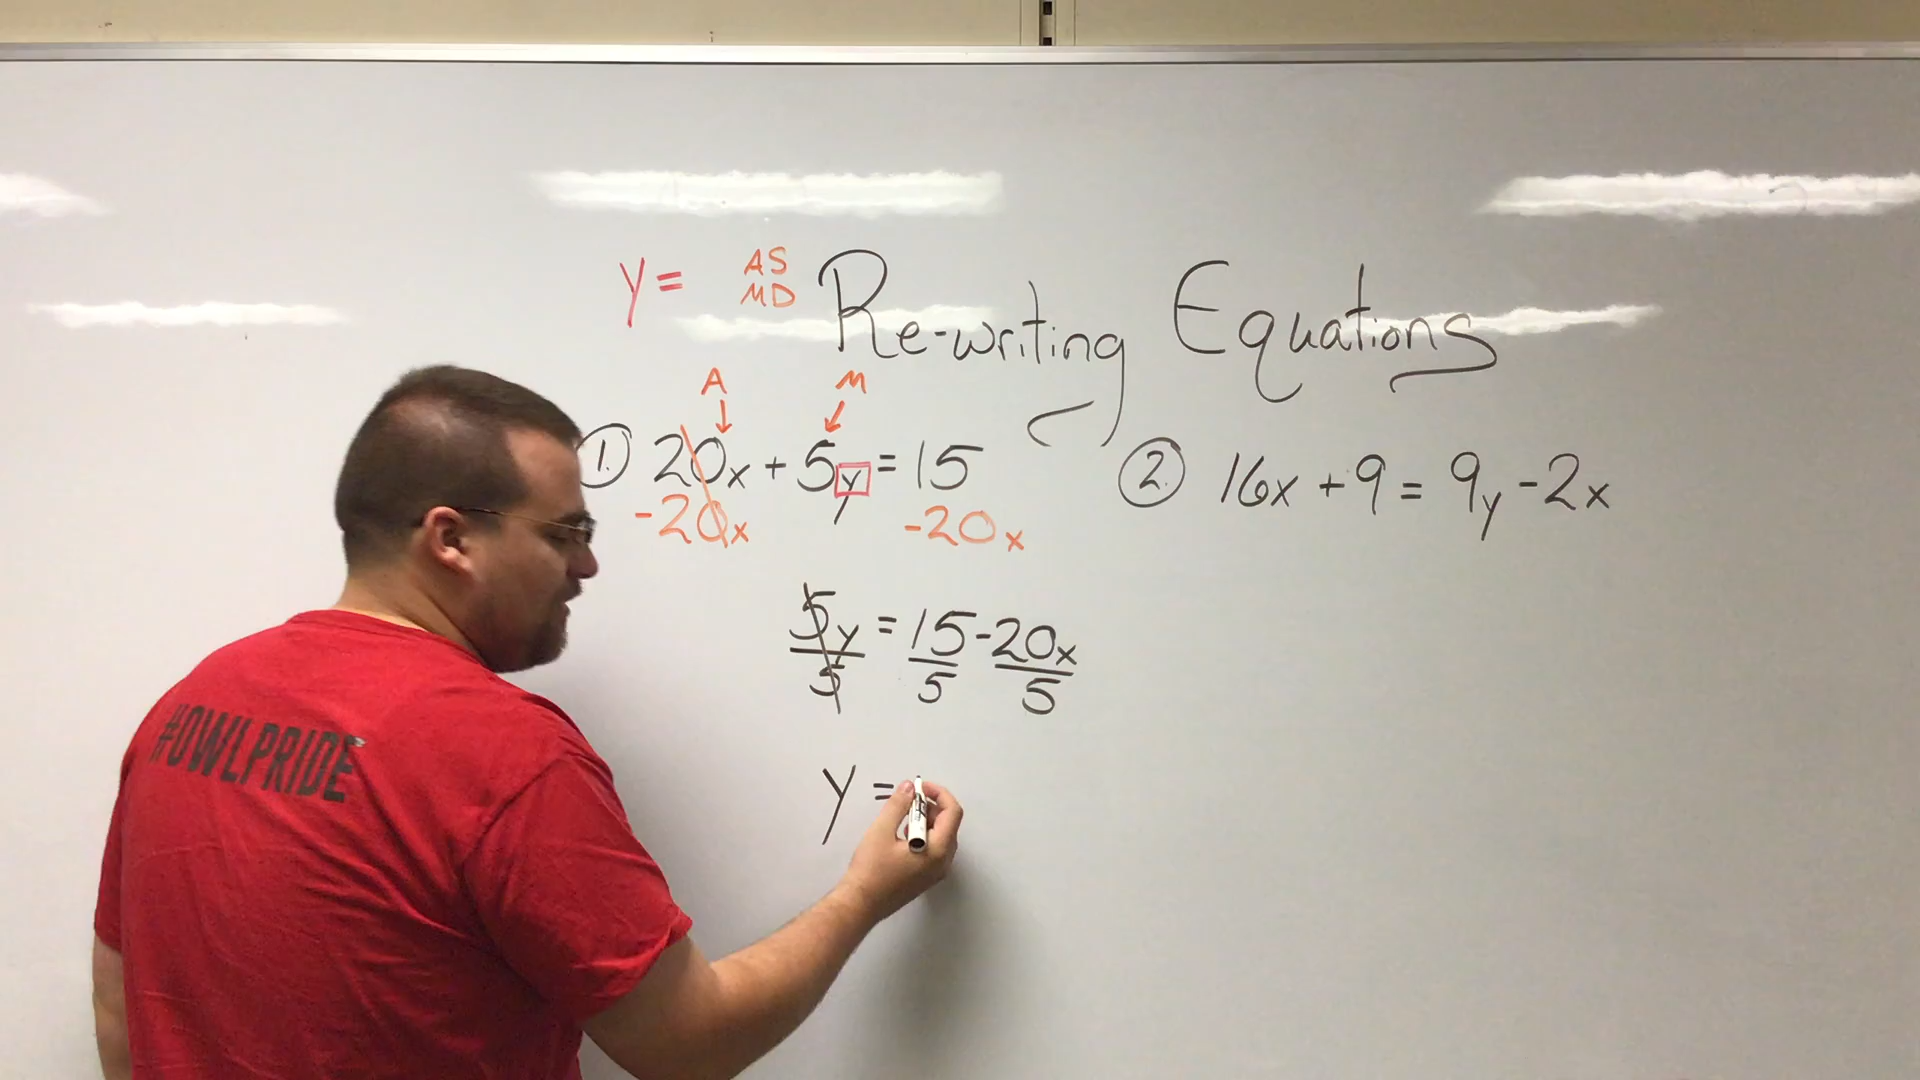 y= AS
MD
Re-writing Equations
A M
1. 20x + 5y = 15
-20x -20x
2. 16x + 9 = 9y - 2x
5y = 15 - 20x
5 5 5
y =
#OWLPRIDE